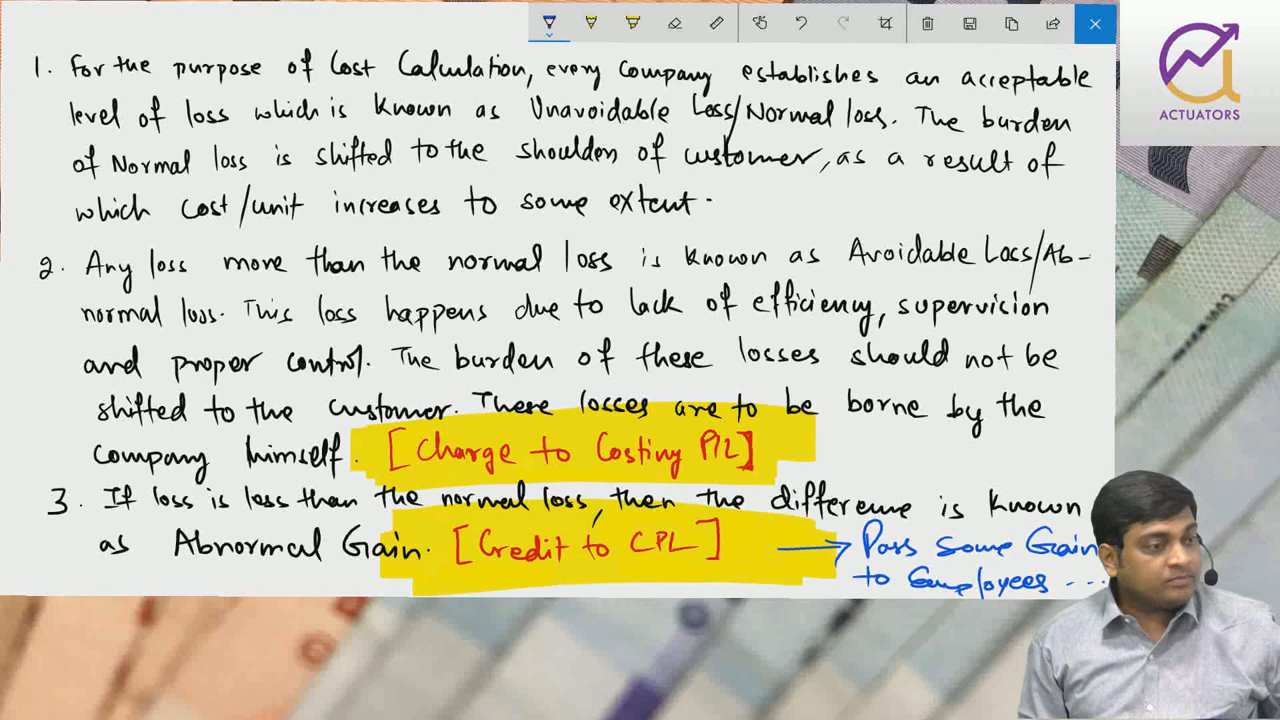 1. For the purpose of Cost Calculation, every company establishes an acceptable
level of loss which is known as Unavoidable Loss/Normal loss. The burden
of Normal loss is shifted to the shoulder of customer, as a result of
which cost/unit increases to some extent.
2. Any loss more than the normal loss is known as Avoidable Loss/Ab-
normal loss. This loss happens due to lack of efficiency, supervision
and proper control. The burden of these losses should not be
shifted to the customer. These losses are to be borne by the
company himself. [Charge to Costing P/L]
3. If loss is less than the normal loss, then the difference is known
as Abnormal Gain. [Credit to CPL] → Pass Some Gain
to Employees ...
ACTUATORS